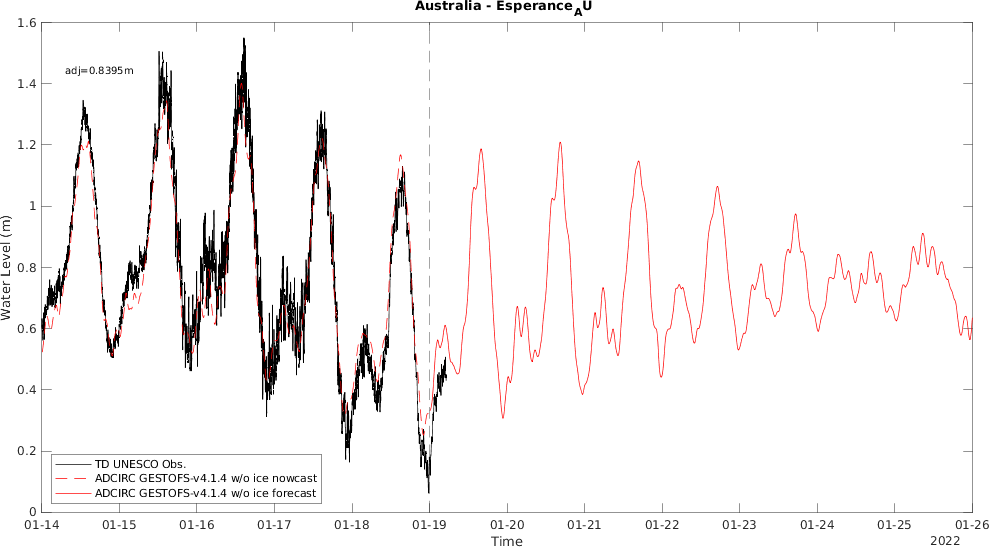 Australia - Esperance_AU
adj=0.8395m
Water Level (m)
1.6
1.4
1.2
1
0.8
0.6
0.4
0.2
0
TD UNESCO Obs.
ADCIRC GESTOFS-v4.1.4 w/o ice nowcast
ADCIRC GESTOFS-v4.1.4 w/o ice forecast
01-14 01-15 01-16 01-17 01-18 01-19 01-20 01-21 01-22 01-23 01-24 01-25 01-26
Time
2022